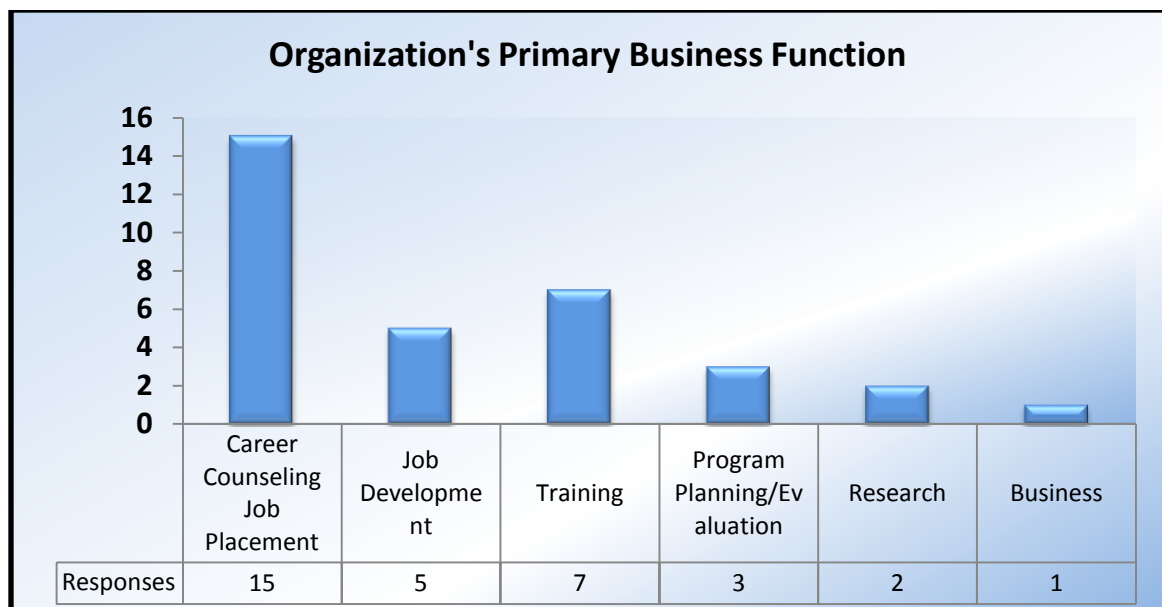 Organization's Primary Business Function
16
14
12
10
8
6
4
2
0
Career
Counseling
Job
Placement
Job
Developme
nt
Training
Program
Planning/Ev
aluation
Research
Business
Responses 15 5 7 3 2 1